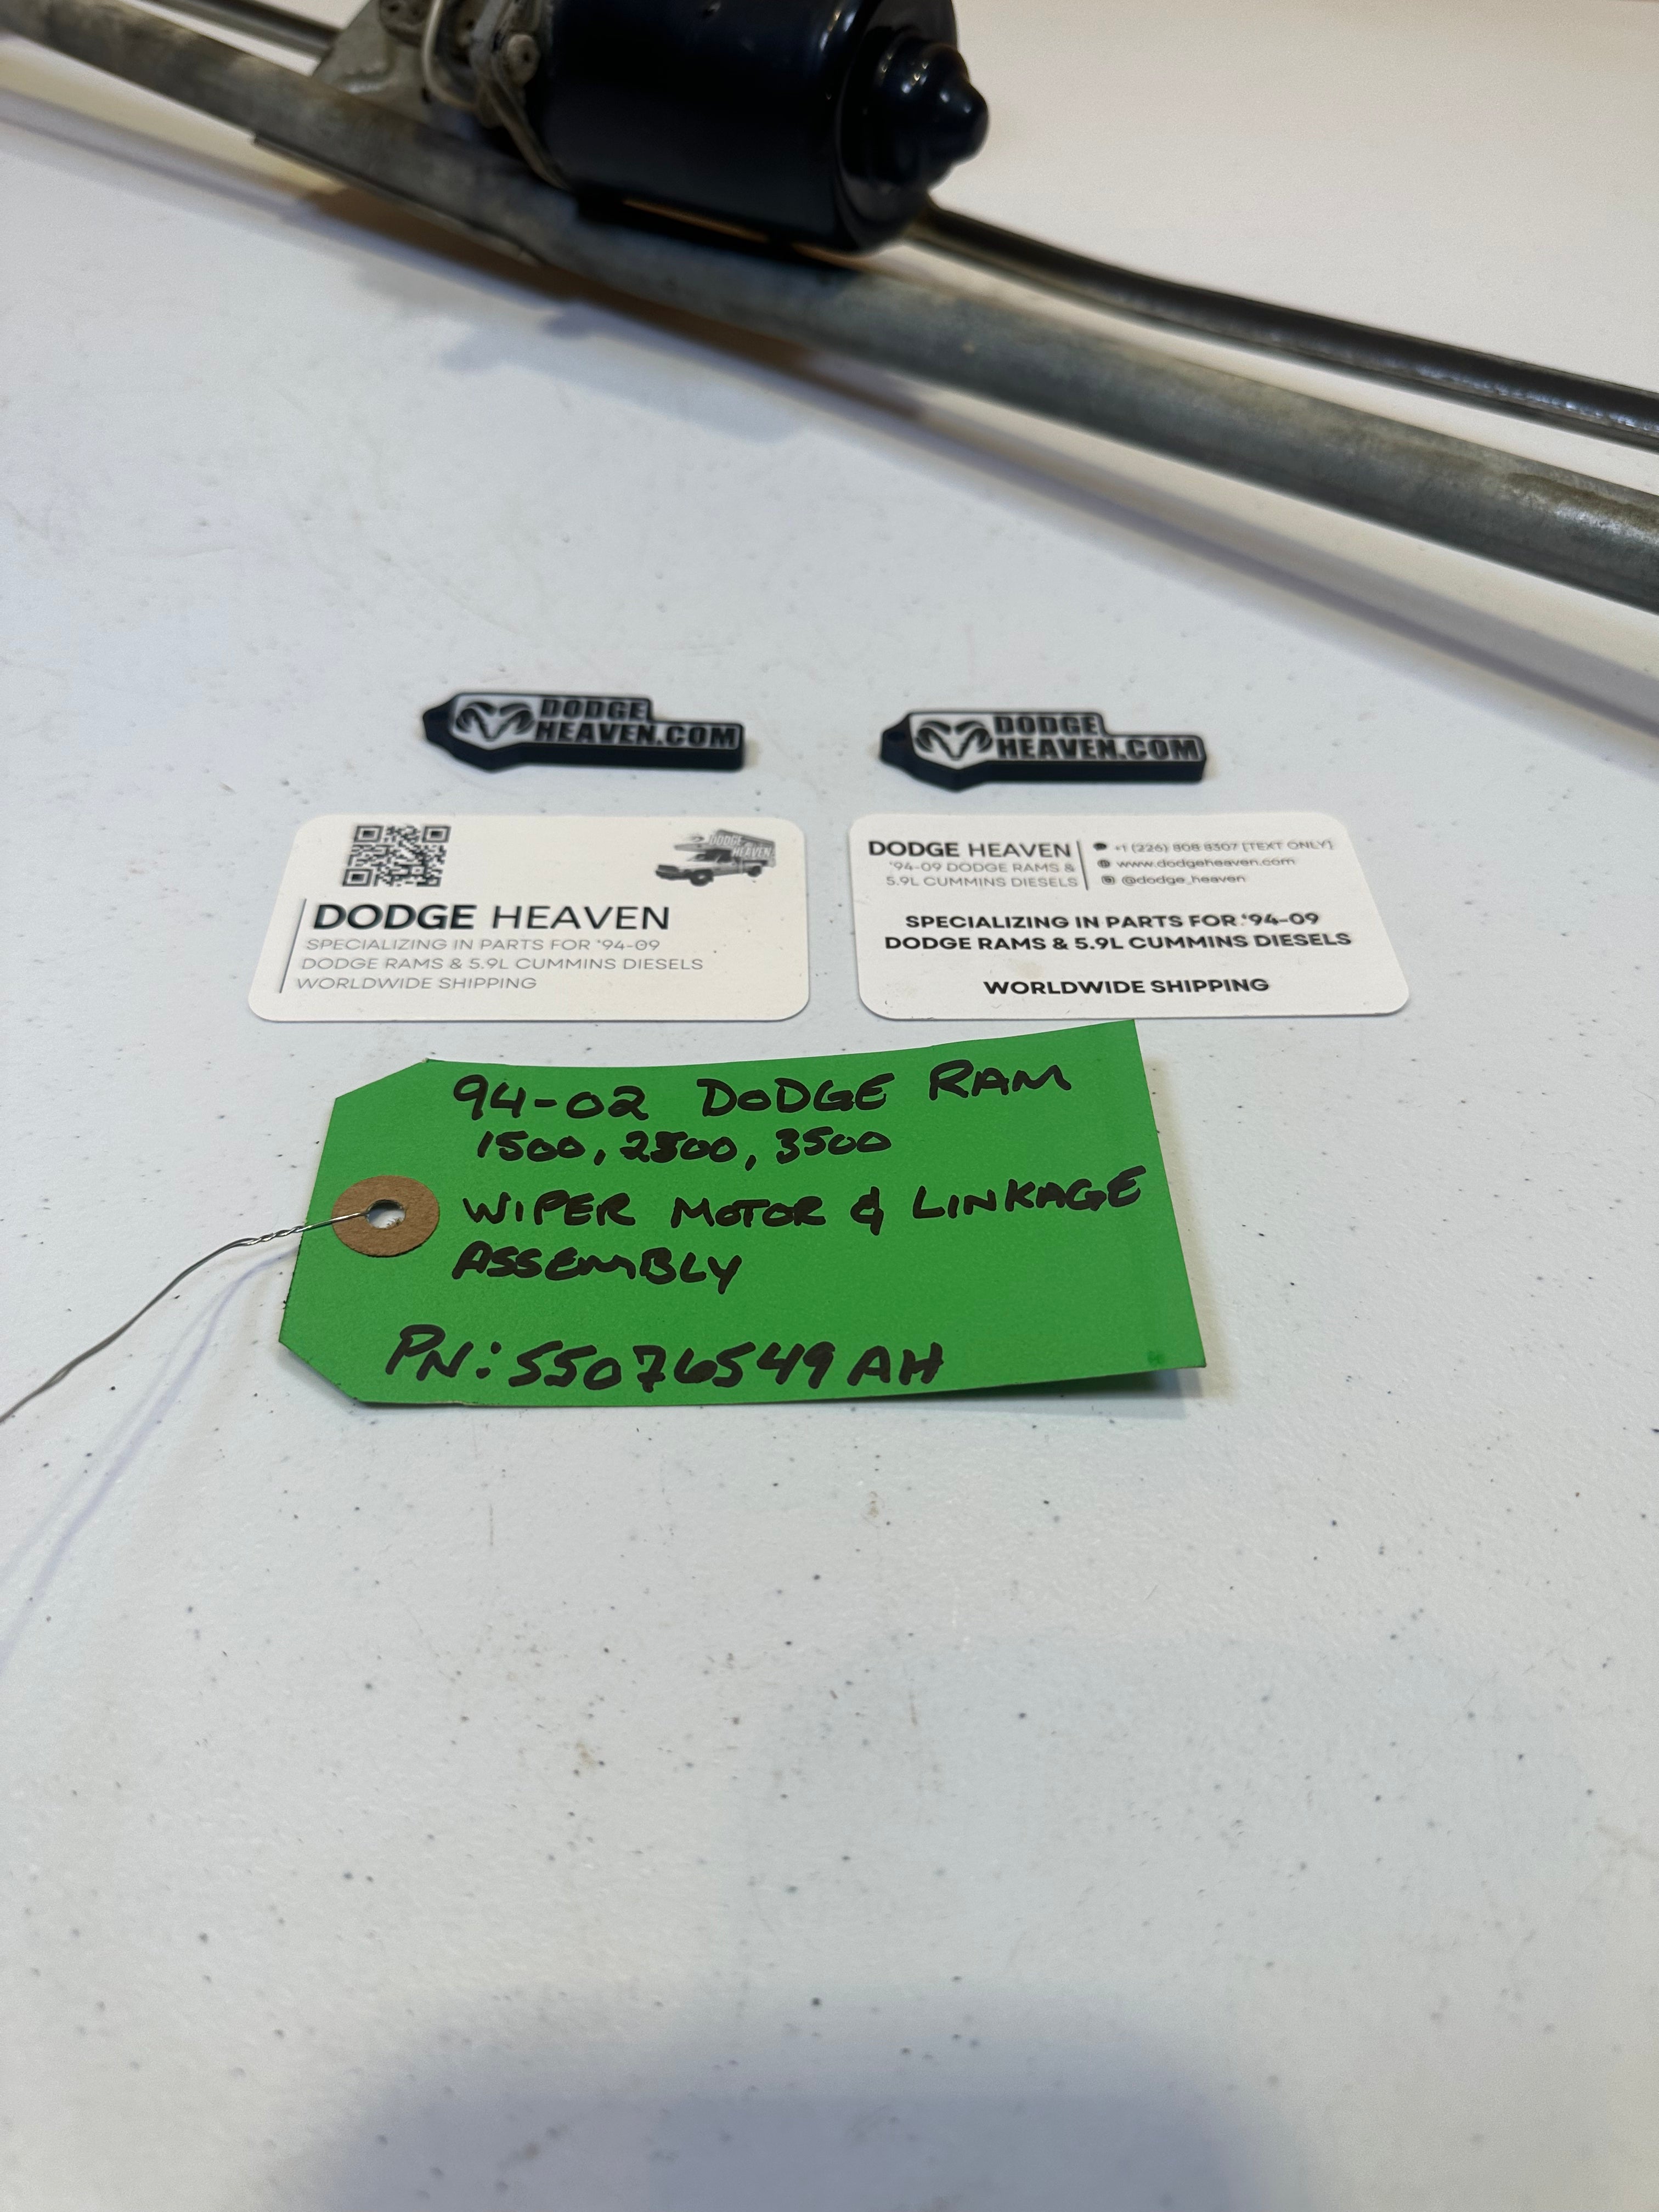 DODGE
HEAVEN.COM
DODGE
HEAVEN.COM
DODGE
HEAVEN
DODGE HEAVEN
SPECIALIZING IN PARTS FOR '94-09
DODGE RAMS & 5.9L CUMMINS DIESELS
WORLDWIDE SHIPPING
DODGE HEAVEN
'94-09 DODGE RAMS &
5.9L CUMMINS DIESELS
+1 (226) 808 8307 [TEXT ONLY]
www.dodgeheaven.com
@dodge_heaven
SPECIALIZING IN PARTS FOR '94-09
DODGE RAMS & 5.9L CUMMINS DIESELS
WORLDWIDE SHIPPING
94-02 DODGE RAM
1500, 2500, 3500
WIPER MOTOR & LINKAGE
ASSEMBLY
PN: 55076549AH